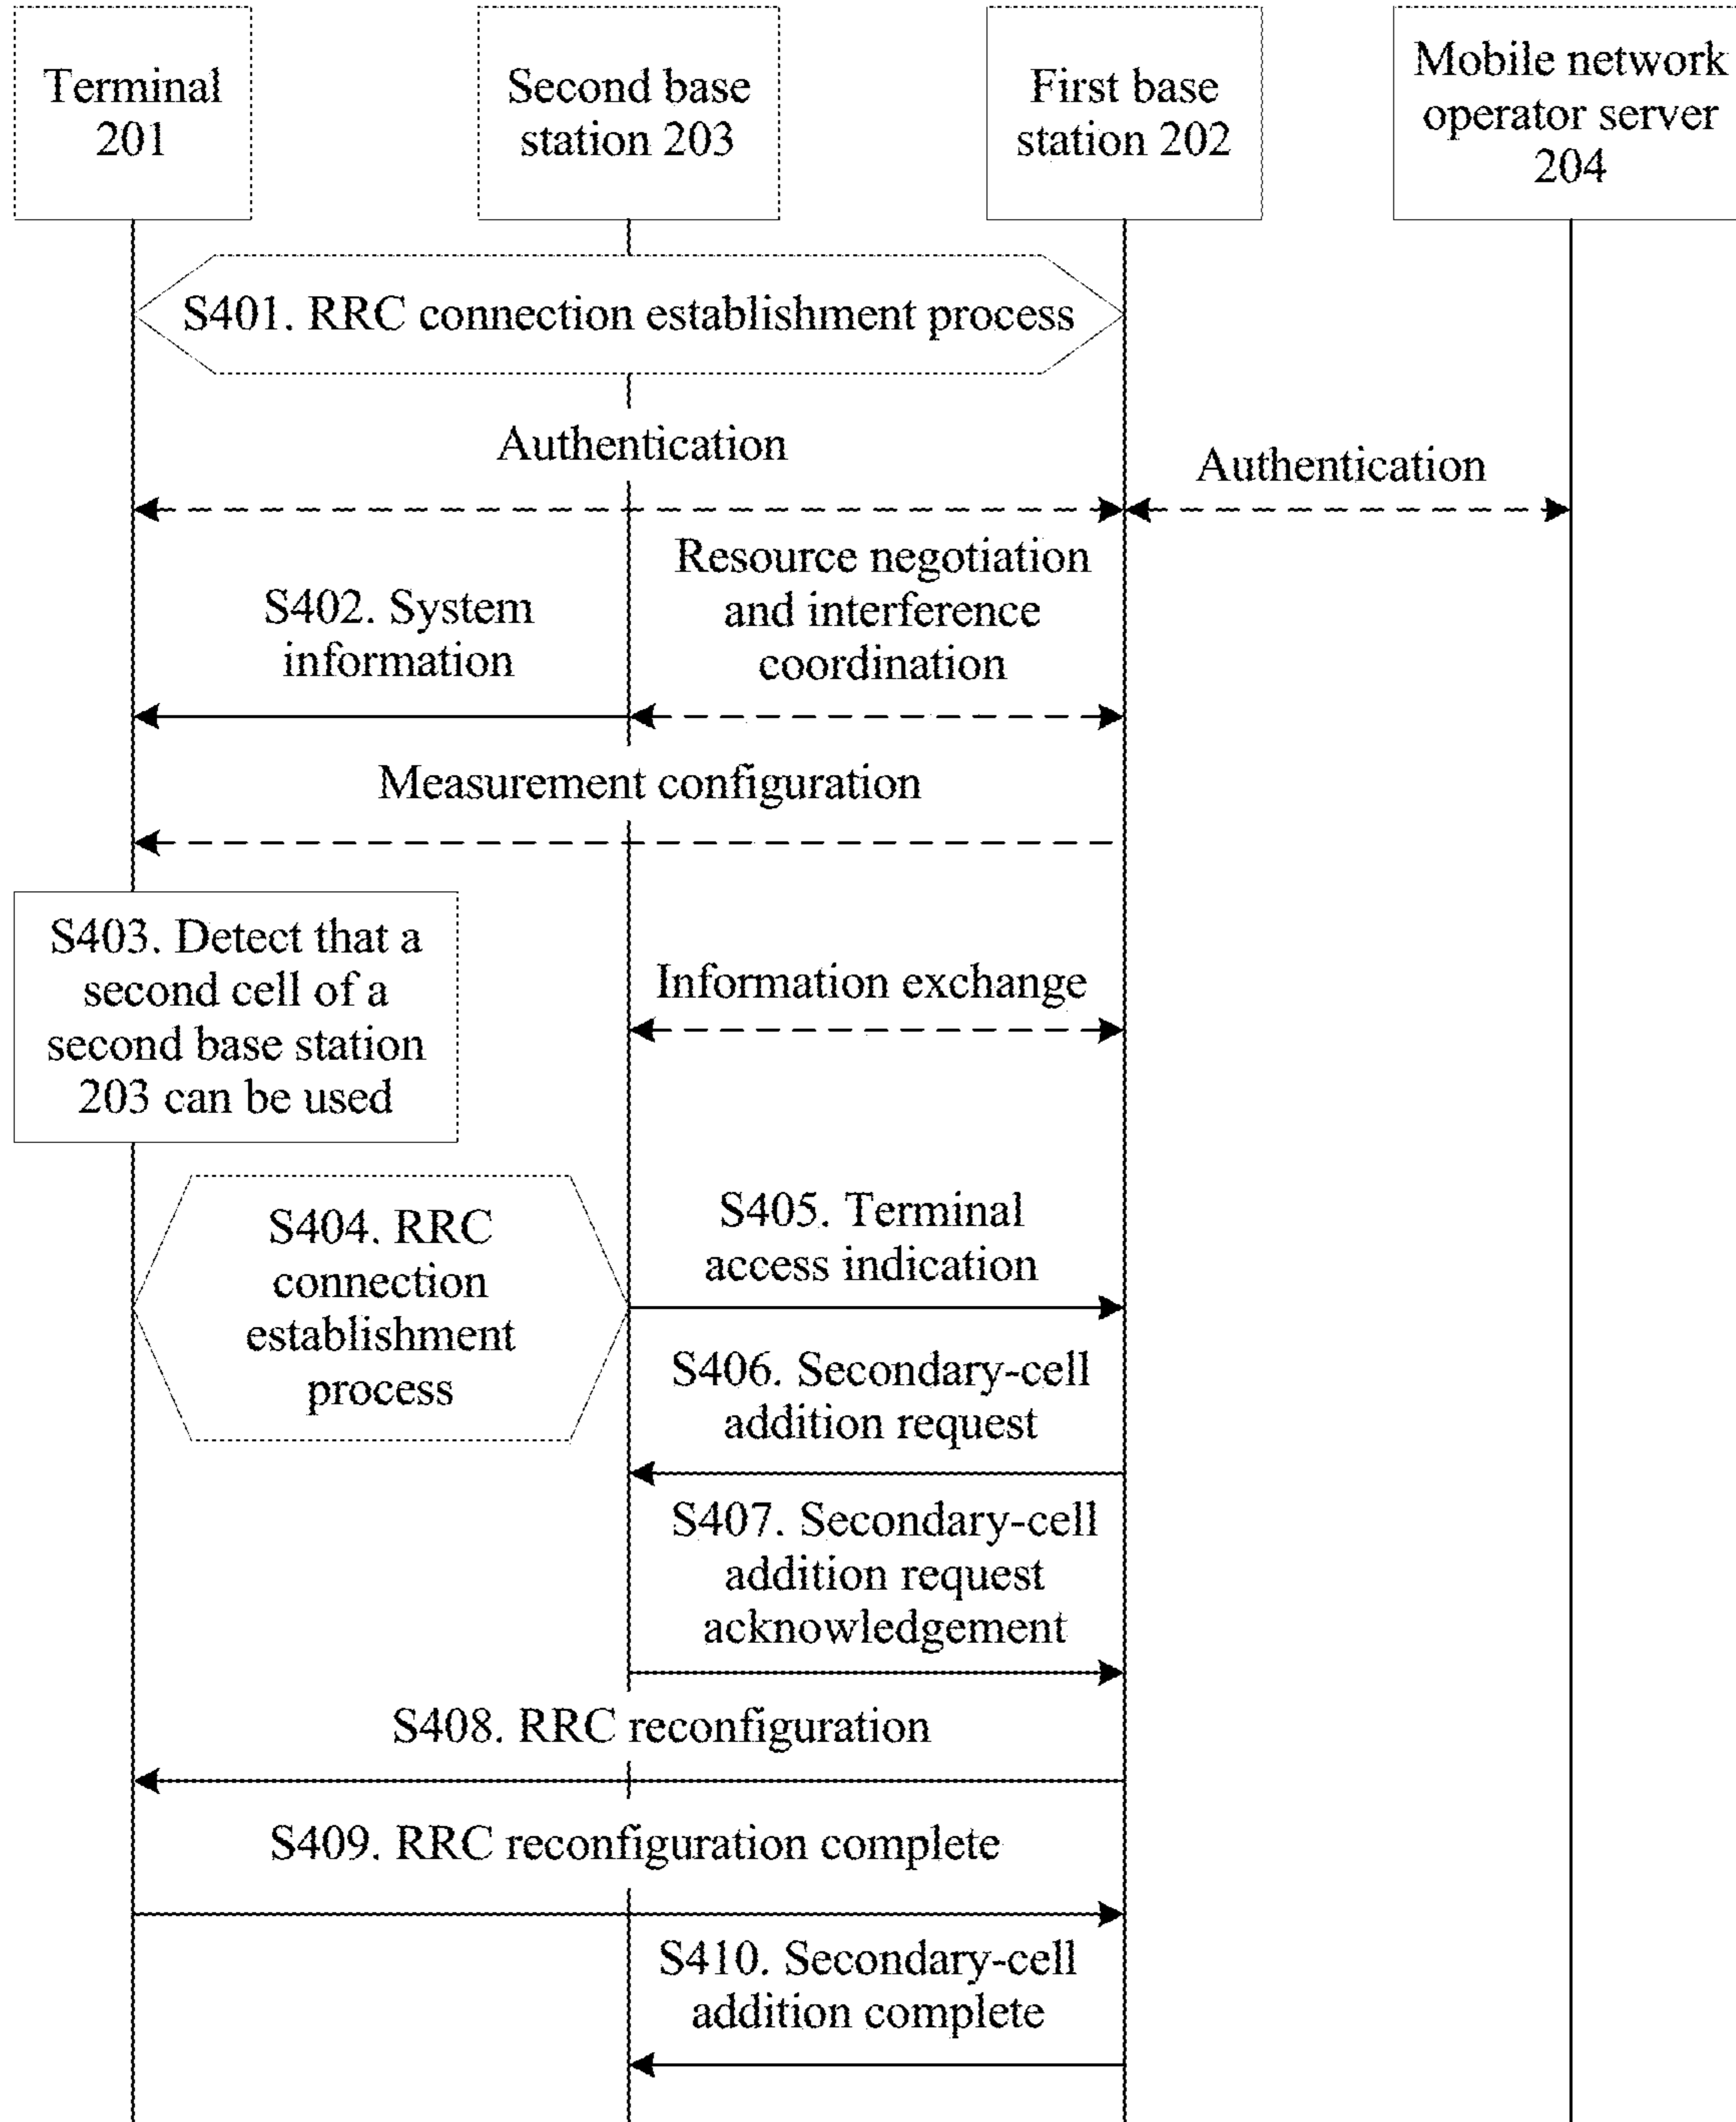 Terminal
201
Second base
station 203
First base
station 202
Mobile network
operator server
204
S401. RRC connection establishment process
Authentication
Authentication
S402. System
information
Resource negotiation
and interference
coordination
Measurement configuration
S403. Detect that a
second cell of a
second base station
203 can be used
Information exchange
S404. RRC
connection
establishment
process
S405. Terminal
access indication
S406. Secondary-cell
addition request
S407. Secondary-cell
addition request
acknowledgement
S408. RRC reconfiguration
S409. RRC reconfiguration complete
S410. Secondary-cell
addition complete